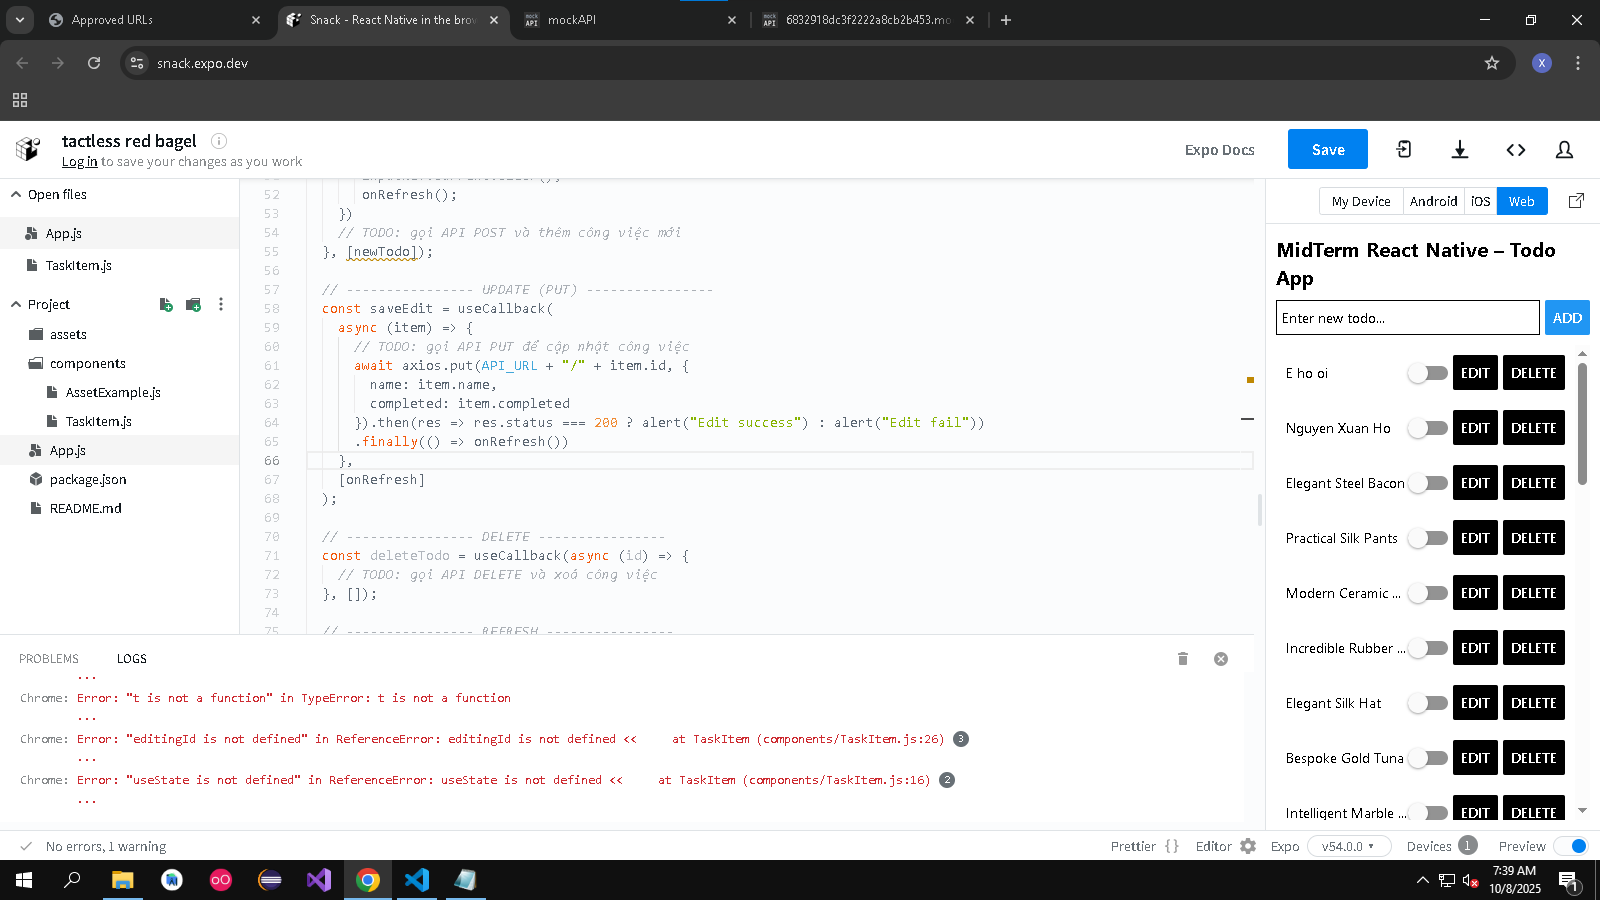 Approved URLs
Snack - React Native in the brow
mockAPI
6832918dc3f2222a8cb2b453.mo
snack.expo.dev
X
tactless red bagel
Log in to save your changes as you work
Expo Docs
Save
Open files
App.js
TaskItem.js
Project
assets
components
AssetExample.js
TaskItem.js
App.js
package.json
README.md
52 onRefresh();
53 })
54 // TODO: gọi API POST và thêm công việc mới
55 }, [newTodo]);
56
57 // ---------------- UPDATE (PUT) ----------------
58 const saveEdit = useCallback(
59 async (item) => {
60 // TODO: gọi API PUT để cập nhật công việc
61 await axios.put(API_URL + "/" + item.id, {
62 name: item.name,
63 completed: item.completed
64 }).then(res => res.status === 200 ? alert("Edit success") : alert("Edit fail"))
65 .finally(() => onRefresh())
66 },
67 [onRefresh]
68 );
69
70 // ---------------- DELETE ----------------
71 const deleteTodo = useCallback(async (id) => {
72 // TODO: gọi API DELETE và xoá công việc
73 }, []);
74
75 // ---------------- REFRESH ----------------
PROBLEMS
LOGS
...
Chrome: Error: "t is not a function" in TypeError: t is not a function
...
Chrome: Error: "editingId is not defined" in ReferenceError: editingId is not defined << at TaskItem (components/TaskItem.js:26) 3
...
Chrome: Error: "useState is not defined" in ReferenceError: useState is not defined << at TaskItem (components/TaskItem.js:16) 2
...
My Device
Android
iOS
Web
MidTerm React Native – Todo App
Enter new todo...
ADD
E ho oi EDIT DELETE
Nguyen Xuan Ho EDIT DELETE
Elegant Steel Bacon EDIT DELETE
Practical Silk Pants EDIT DELETE
Modern Ceramic ... EDIT DELETE
Incredible Rubber ... EDIT DELETE
Elegant Silk Hat EDIT DELETE
Bespoke Gold Tuna EDIT DELETE
Intelligent Marble ... EDIT DELETE
No errors, 1 warning
Prettier { }
Editor
Expo
v54.0.0
Devices 1
Preview
7:39 AM
10/8/2025
1